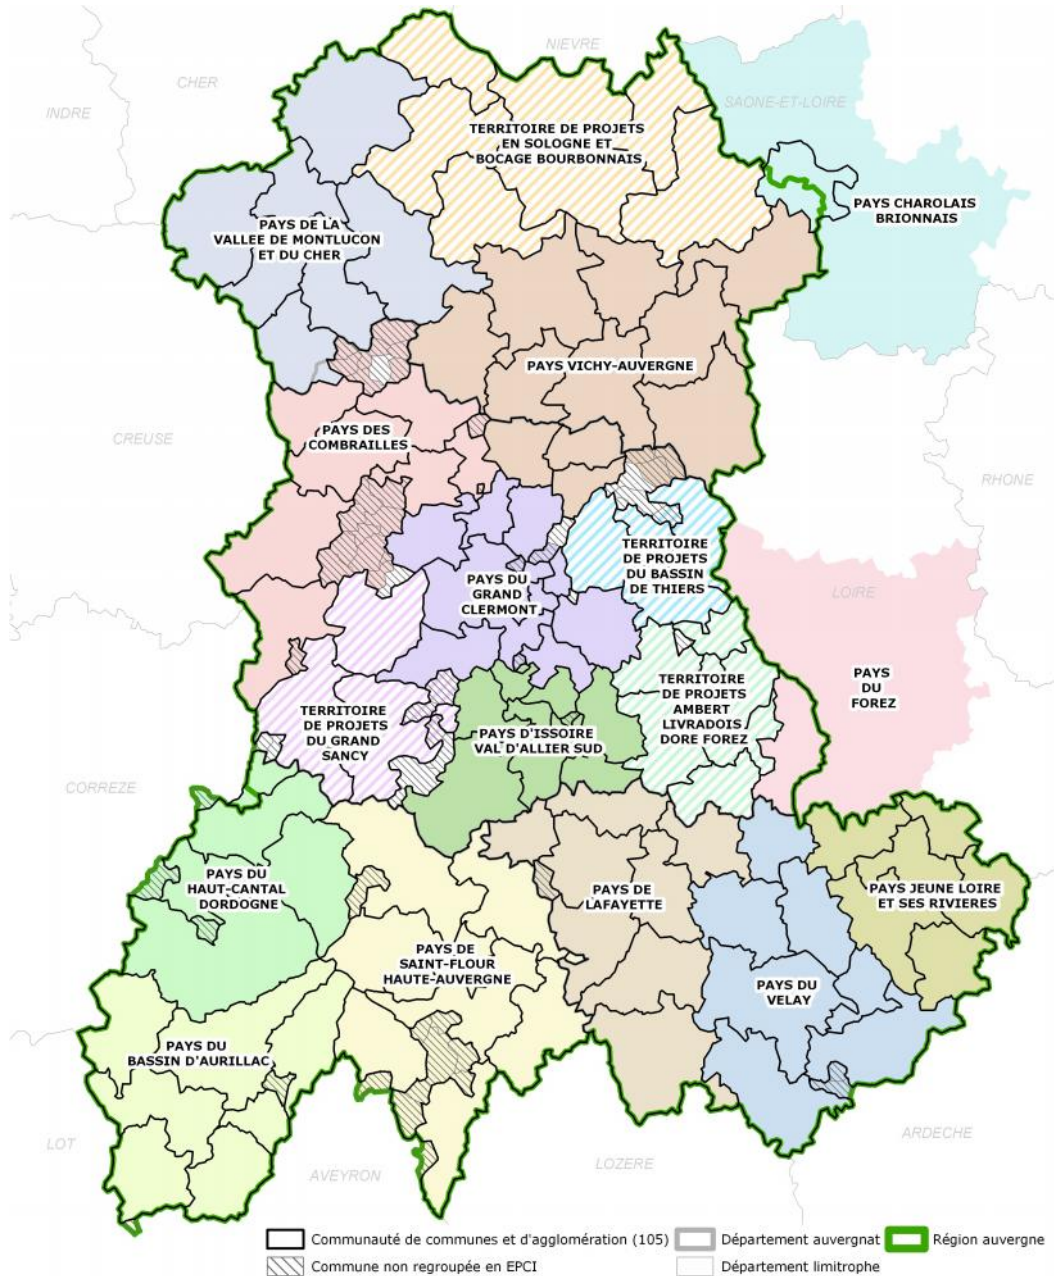 NIEVRE
CHER
INDRE
SAONE-ET-LOIRE
TERRITOIRE DE PROJETS
EN SOLOGNE ET
BOCAGE BOURBONNAIS
PAYS CHAROLAIS
BRIONNAIS
PAYS DE LA
VALLEE DE MONTLUCON
ET DU CHER
PAYS VICHY-AUVERGNE
CREUSE
PAYS DES
COMBRAILLES
RHONE
TERRITOIRE
DE PROJETS
DU BASSIN
DE THIERS
PAYS DU
GRAND
CLERMONT
LOIRE
PAYS
DU
FOREZ
TERRITOIRE
DE PROJETS
AMBERT
LIVRADOIS
DORE FOREZ
TERRITOIRE
DE PROJETS
DU GRAND
SANCY
PAYS D'ISSOIRE
VAL D'ALLIER SUD
CORREZE
PAYS DU
HAUT-CANTAL
DORDOGNE
PAYS DE
LAFAYETTE
PAYS JEUNE LOIRE
ET SES RIVIERES
PAYS DE
SAINT-FLOUR
HAUTE-AUVERGNE
PAYS DU
VELAY
PAYS DU
BASSIN D'AURILLAC
LOT
AVEYRON
LOZERE
ARDECHE
Communauté de communes et d'agglomération (105)
Département auvergnat
Région auvergne
Commune non regroupée en EPCI
Département limitrophe